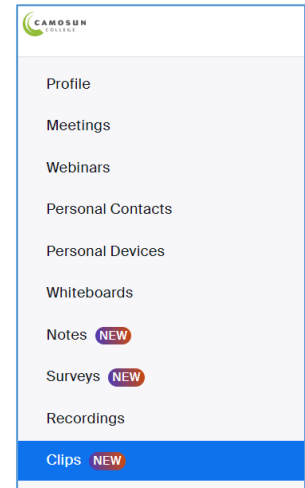 CAMOSUN
COLLEGE
Profile
Meetings
Webinars
Personal Contacts
Personal Devices
Whiteboards
Notes NEW
Surveys NEW
Recordings
Clips NEW